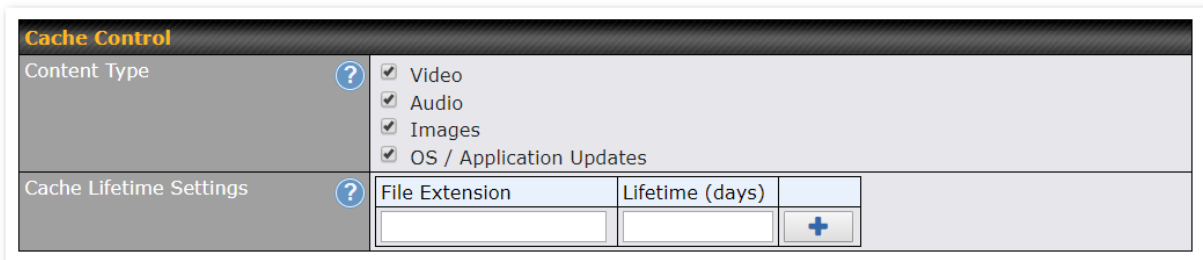 Cache Control
Content Type ?
Video
Audio
Images
OS / Application Updates
Cache Lifetime Settings ?
File Extension Lifetime (days)